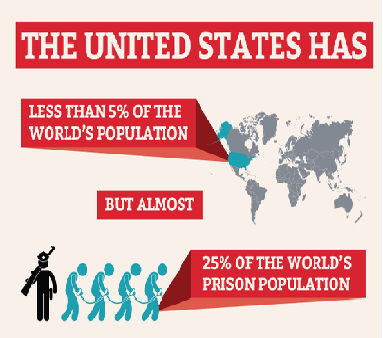 THE UNITED STATES HAS
LESS THAN 5% OF THE
WORLD'S POPULATION
BUT ALMOST
25% OF THE WORLD'S
PRISON POPULATION